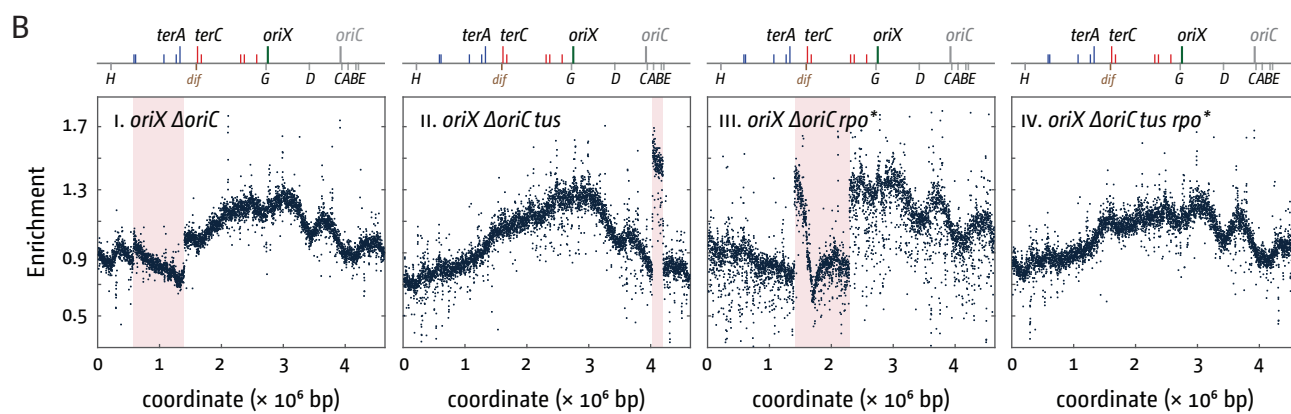 B
terA terC oriX oriC
H dif G D CABE
terA terC oriX oriC
H dif G D CABE
terA terC oriX oriC
H dif G D CABE
terA terC oriX oriC
H dif G D CABE
I. oriX ΔoriC
II. oriX ΔoriC tus
III. oriX ΔoriC rpo*
IV. oriX ΔoriC tus rpo*
Enrichment
1.7
1.3
0.9
0.5
0 1 2 3 4
0 1 2 3 4
0 1 2 3 4
0 1 2 3 4
coordinate (× 10⁶ bp)
coordinate (× 10⁶ bp)
coordinate (× 10⁶ bp)
coordinate (× 10⁶ bp)